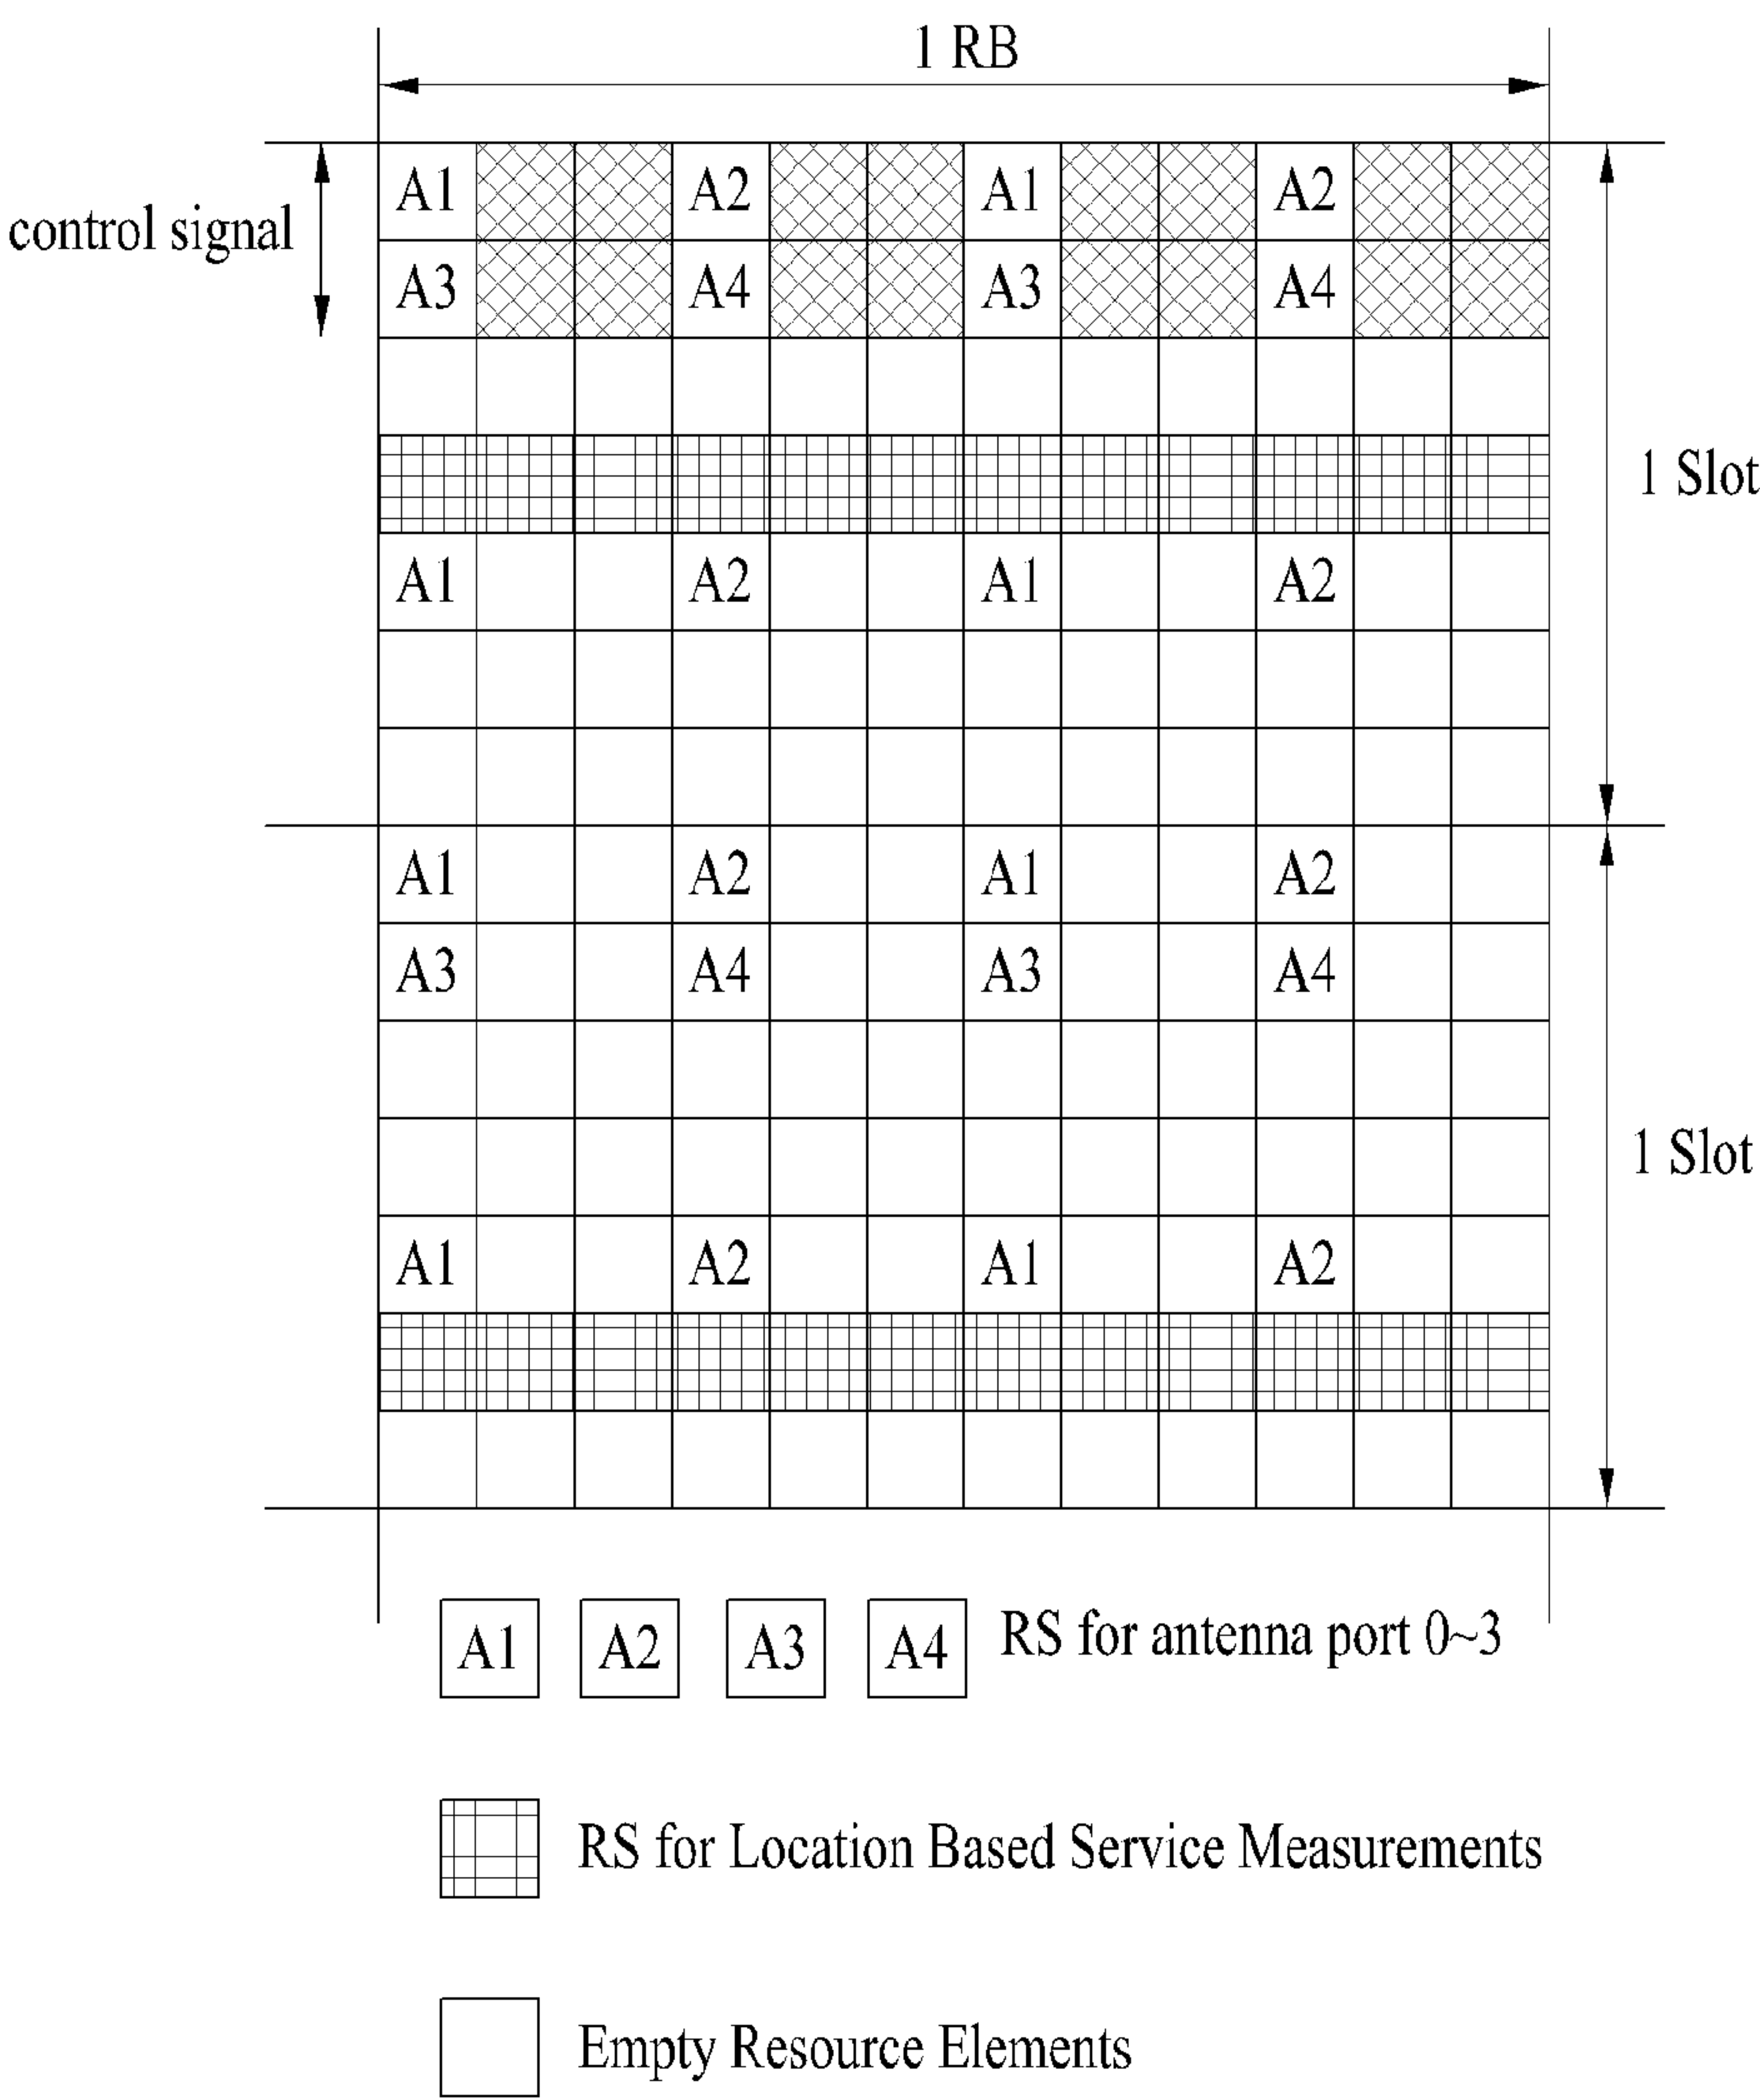 1 RB
control signal
A1 A2 A1 A2
A3 A4 A3 A4
1 Slot
A1 A2 A1 A2
A1 A2 A1 A2
A3 A4 A3 A4
1 Slot
A1 A2 A1 A2
A1 A2 A3 A4 RS for antenna port 0~3
RS for Location Based Service Measurements
Empty Resource Elements